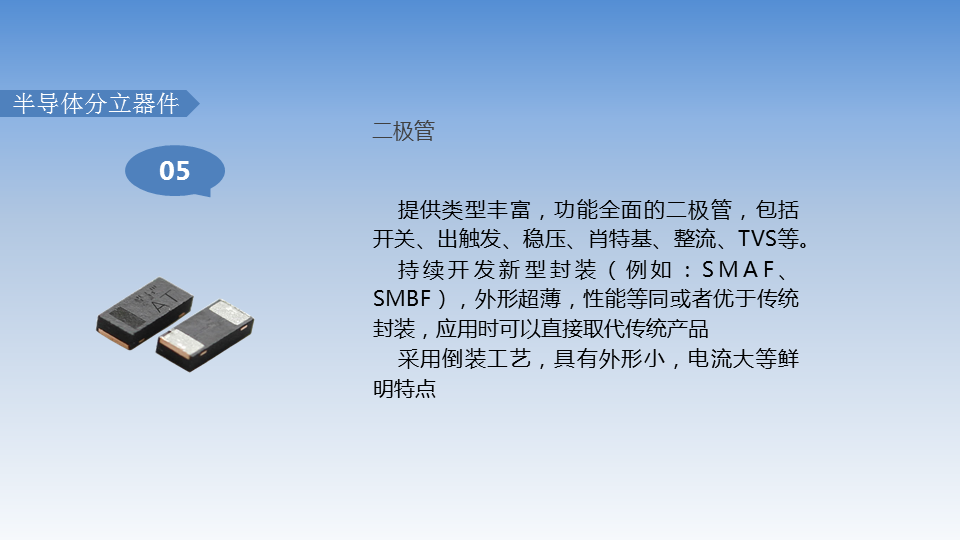 半导体分立器件
05
二极管
提供类型丰富，功能全面的二极管，包括
开关、出触发、稳压、肖特基、整流、TVS等。
持续开发新型封装（例如：SMAF、
SMBF），外形超薄，性能等同或者优于传统
封装，应用时可以直接取代传统产品
采用倒装工艺，具有外形小，电流大等鲜
明特点
AT